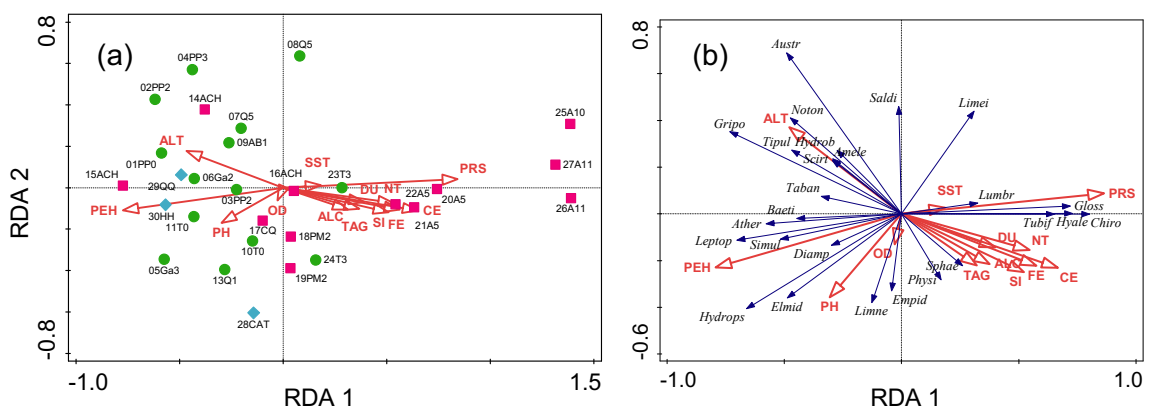 (a)
0.8
-0.8
RDA 2
-1.0
1.5
RDA 1
08Q5
04PP3
02PP2
14ACH
07Q5
09AB1
ALT
01PP0
15ACH
29QQ
06Ga2
03PP2
16ACH
SST
23T3
PRS
25A10
27A11
26A11
22A5
20A5
21A5
DU
NT
CE
PEH
30HH
11T0
PH
OD
17CQ
ALC
TAG
SI
FE
10T0
18PM2
05Ga3
13Q1
19PM2
24T3
28CAT
(b)
0.8
-0.6
-1.0
1.0
RDA 1
Austr
Saldi
Limei
Noton
ALT
Gripo
Tipul
Hydrob
Amele
Scirt
Taban
SST
Lumbr
PRS
Baeti
Gloss
Ather
Tubif
Hyale
Chiro
Leptop
Simul
Diamp
OD
DU
NT
PEH
Sphae
ALC
TAG
SI
FE
CE
Physi
PH
Hydrops
Elmid
Limne
Empid